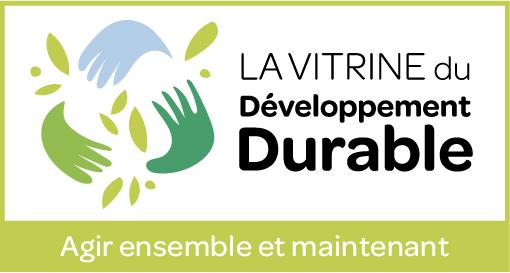 LA VITRINE du
Développement
Durable
Agir ensemble et maintenant